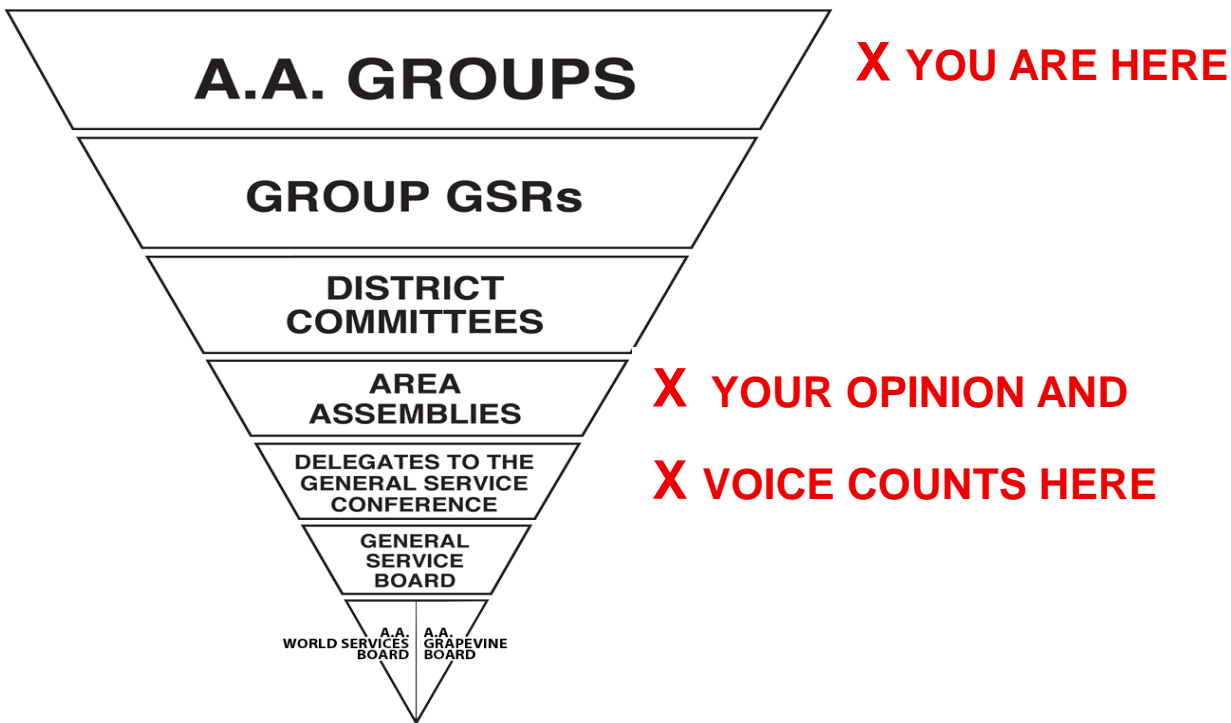 A.A. GROUPS
X YOU ARE HERE
GROUP GSRs
DISTRICT
COMMITTEES
AREA
ASSEMBLIES
X YOUR OPINION AND
DELEGATES TO THE
GENERAL SERVICE
CONFERENCE
X VOICE COUNTS HERE
GENERAL
SERVICE
BOARD
A.A.
WORLD SERVICES
BOARD
A.A.
GRAPEVINE
BOARD